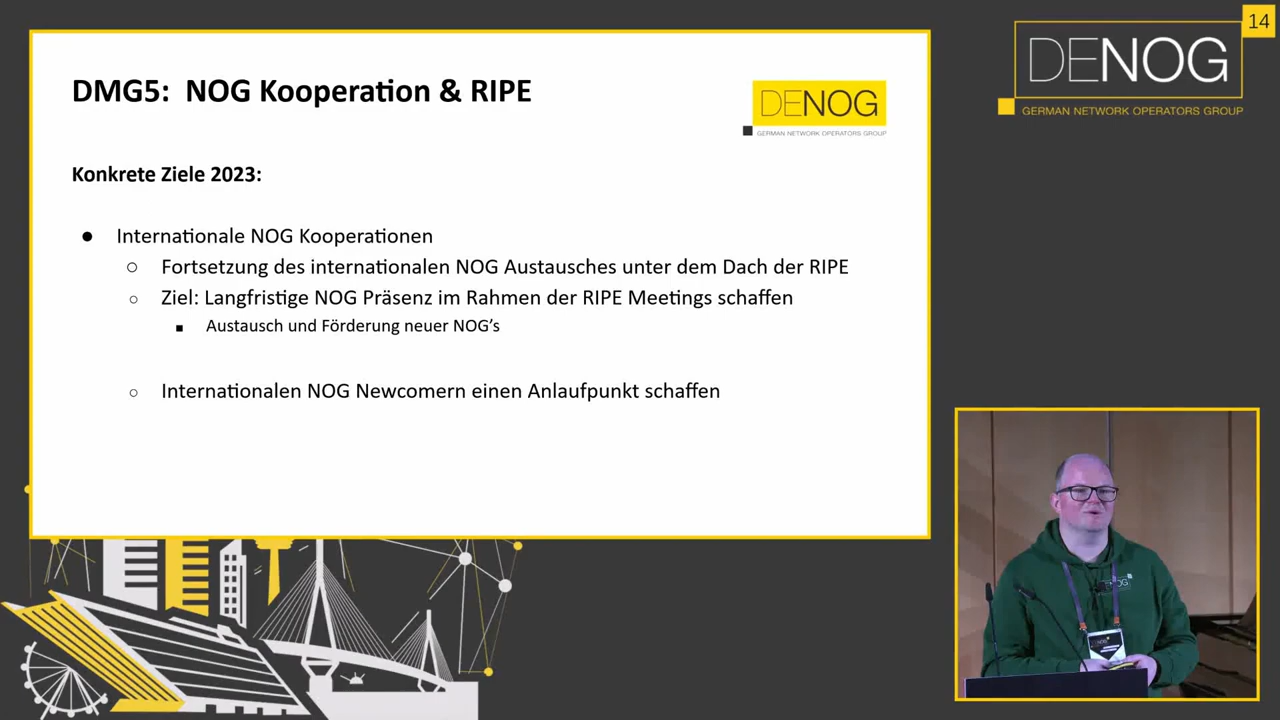 DMG5: NOG Kooperation & RIPE
DENOG
GERMAN NETWORK OPERATORS GROUP
Konkrete Ziele 2023:
● Internationale NOG Kooperationen
○ Fortsetzung des internationalen NOG Austausches unter dem Dach der RIPE
○ Ziel: Langfristige NOG Präsenz im Rahmen der RIPE Meetings schaffen
■ Austausch und Förderung neuer NOG’s
○ Internationalen NOG Newcomern einen Anlaufpunkt schaffen
14
DENOG
GERMAN NETWORK OPERATORS GROUP
DENOG